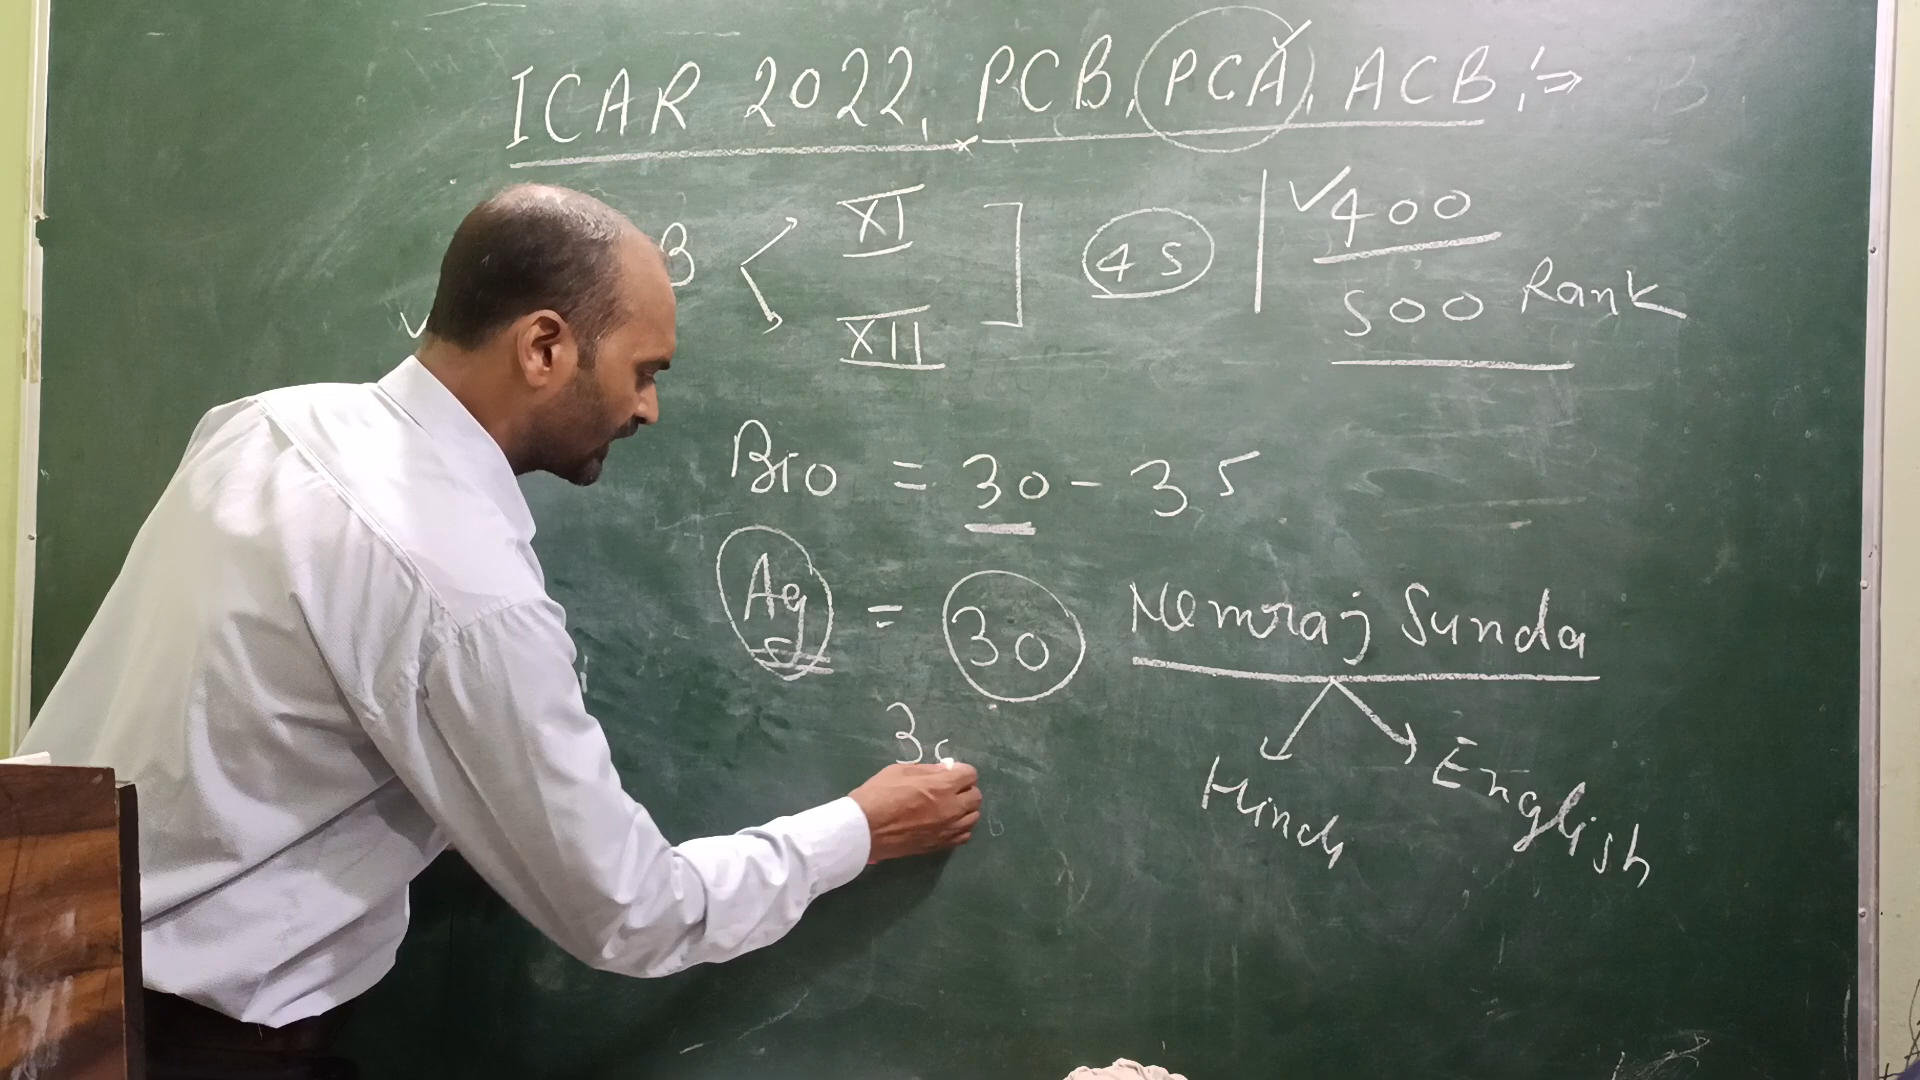 ICAR 2022, PCB, PCA, ACB :⇒
B < XI ] 45 | ✓400
XII 500 Rank
Bio = 30 - 35
Ag = 30 Nemraj Sunda
30
Hindi English